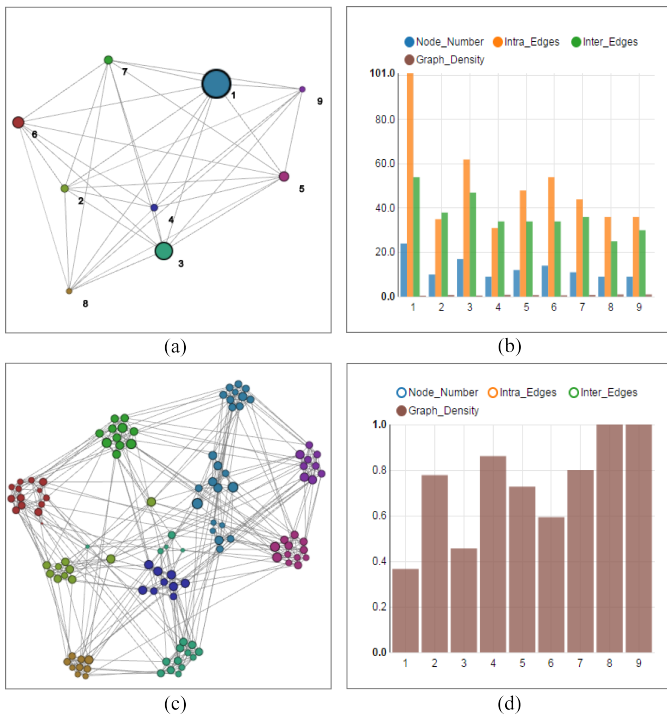 7
1
9
6
5
2
4
3
8
(a)
Node_Number Intra_Edges Inter_Edges
Graph_Density
101.0
80.0
60.0
40.0
20.0
0.0
1 2 3 4 5 6 7 8 9
(b)
(c)
Node_Number Intra_Edges Inter_Edges
Graph_Density
1.0
0.8
0.6
0.4
0.2
0.0
1 2 3 4 5 6 7 8 9
(d)